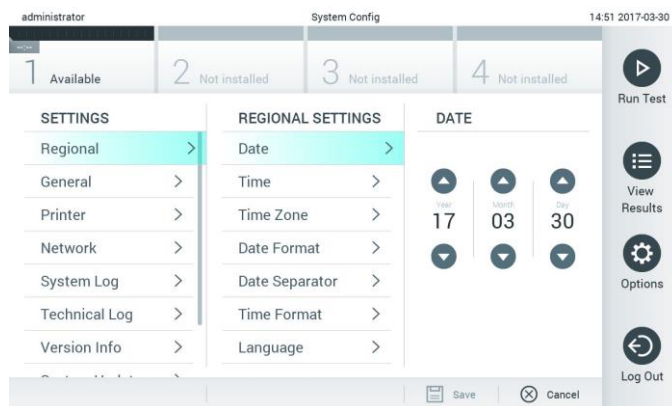 administrator System Config 14:51 2017-03-30
--:--
1 Available 2 Not installed 3 Not installed 4 Not installed
Run Test
View
Results
Options
Log Out
SETTINGS
Regional
General
Printer
Network
System Log
Technical Log
Version Info
REGIONAL SETTINGS
Date
Time
Time Zone
Date Format
Date Separator
Time Format
Language
DATE
Year Month Day
17 03 30
Save Cancel